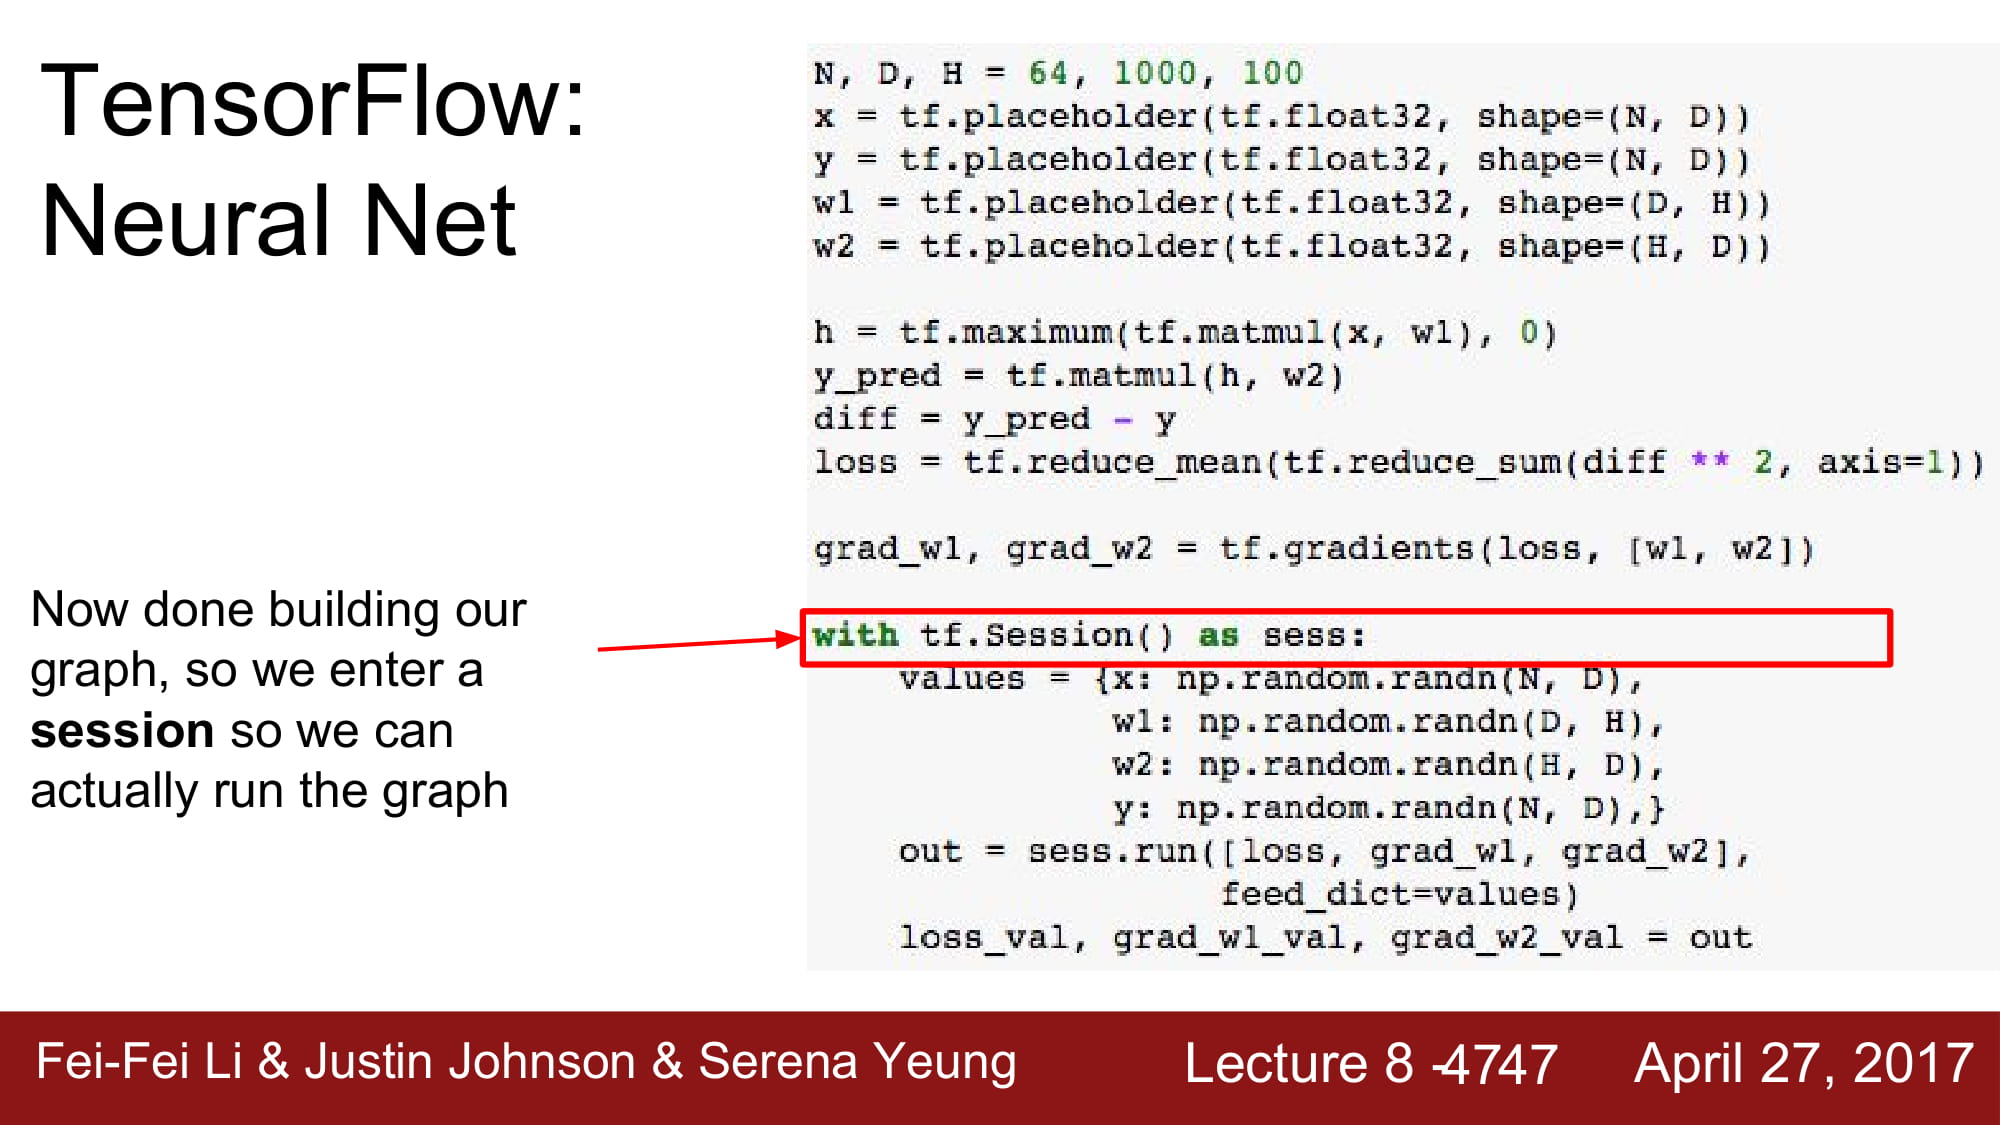 TensorFlow:
Neural Net
Now done building our
graph, so we enter a
session so we can
actually run the graph
N, D, H = 64, 1000, 100
x = tf.placeholder(tf.float32, shape=(N, D))
y = tf.placeholder(tf.float32, shape=(N, D))
w1 = tf.placeholder(tf.float32, shape=(D, H))
w2 = tf.placeholder(tf.float32, shape=(H, D))
h = tf.maximum(tf.matmul(x, w1), 0)
y_pred = tf.matmul(h, w2)
diff = y_pred - y
loss = tf.reduce_mean(tf.reduce_sum(diff ** 2, axis=1))
grad_w1, grad_w2 = tf.gradients(loss, [w1, w2])
with tf.Session() as sess:
    values = {x: np.random.randn(N, D),
              w1: np.random.randn(D, H),
              w2: np.random.randn(H, D),
              y: np.random.randn(N, D),}
    out = sess.run([loss, grad_w1, grad_w2],
                   feed_dict=values)
    loss_val, grad_w1_val, grad_w2_val = out
Fei-Fei Li & Justin Johnson & Serena Yeung
Lecture 8 -4747
April 27, 2017